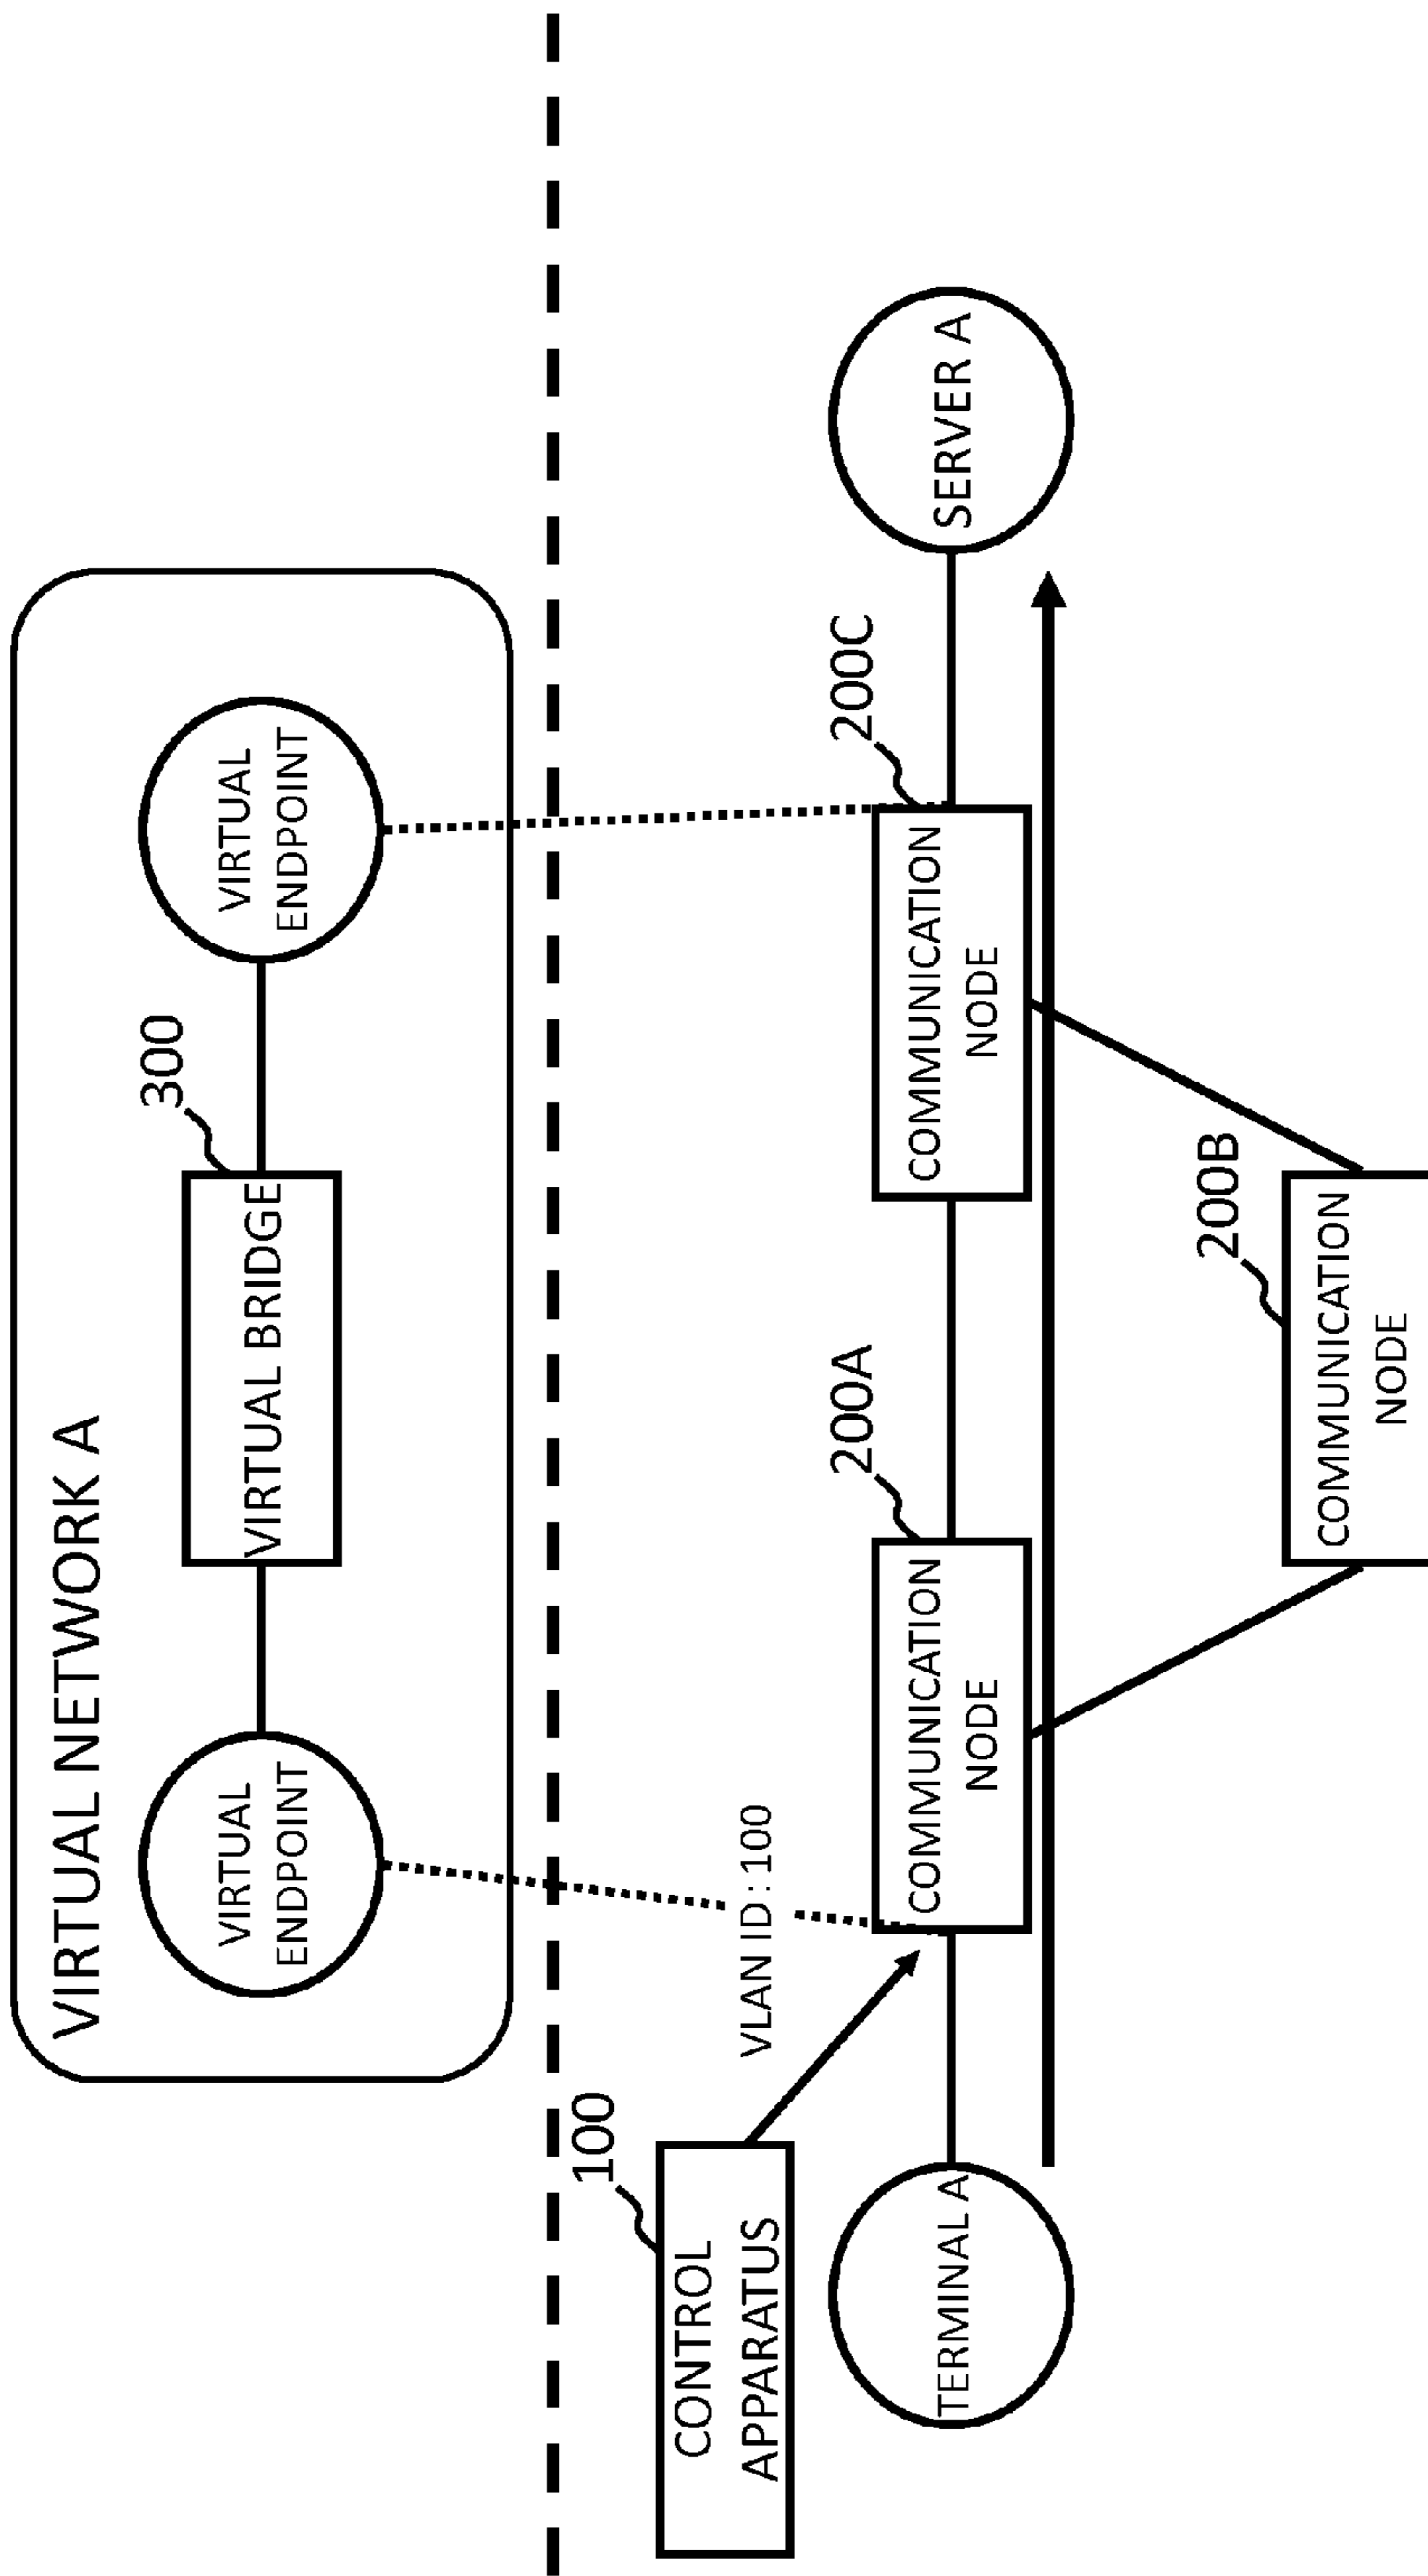 VIRTUAL NETWORK A
VIRTUAL
ENDPOINT
300
VIRTUAL BRIDGE
VIRTUAL
ENDPOINT
100
CONTROL
APPARATUS
VLAN ID : 100
TERMINAL A
200A
COMMUNICATION
NODE
200C
COMMUNICATION
NODE
SERVER A
200B
COMMUNICATION
NODE